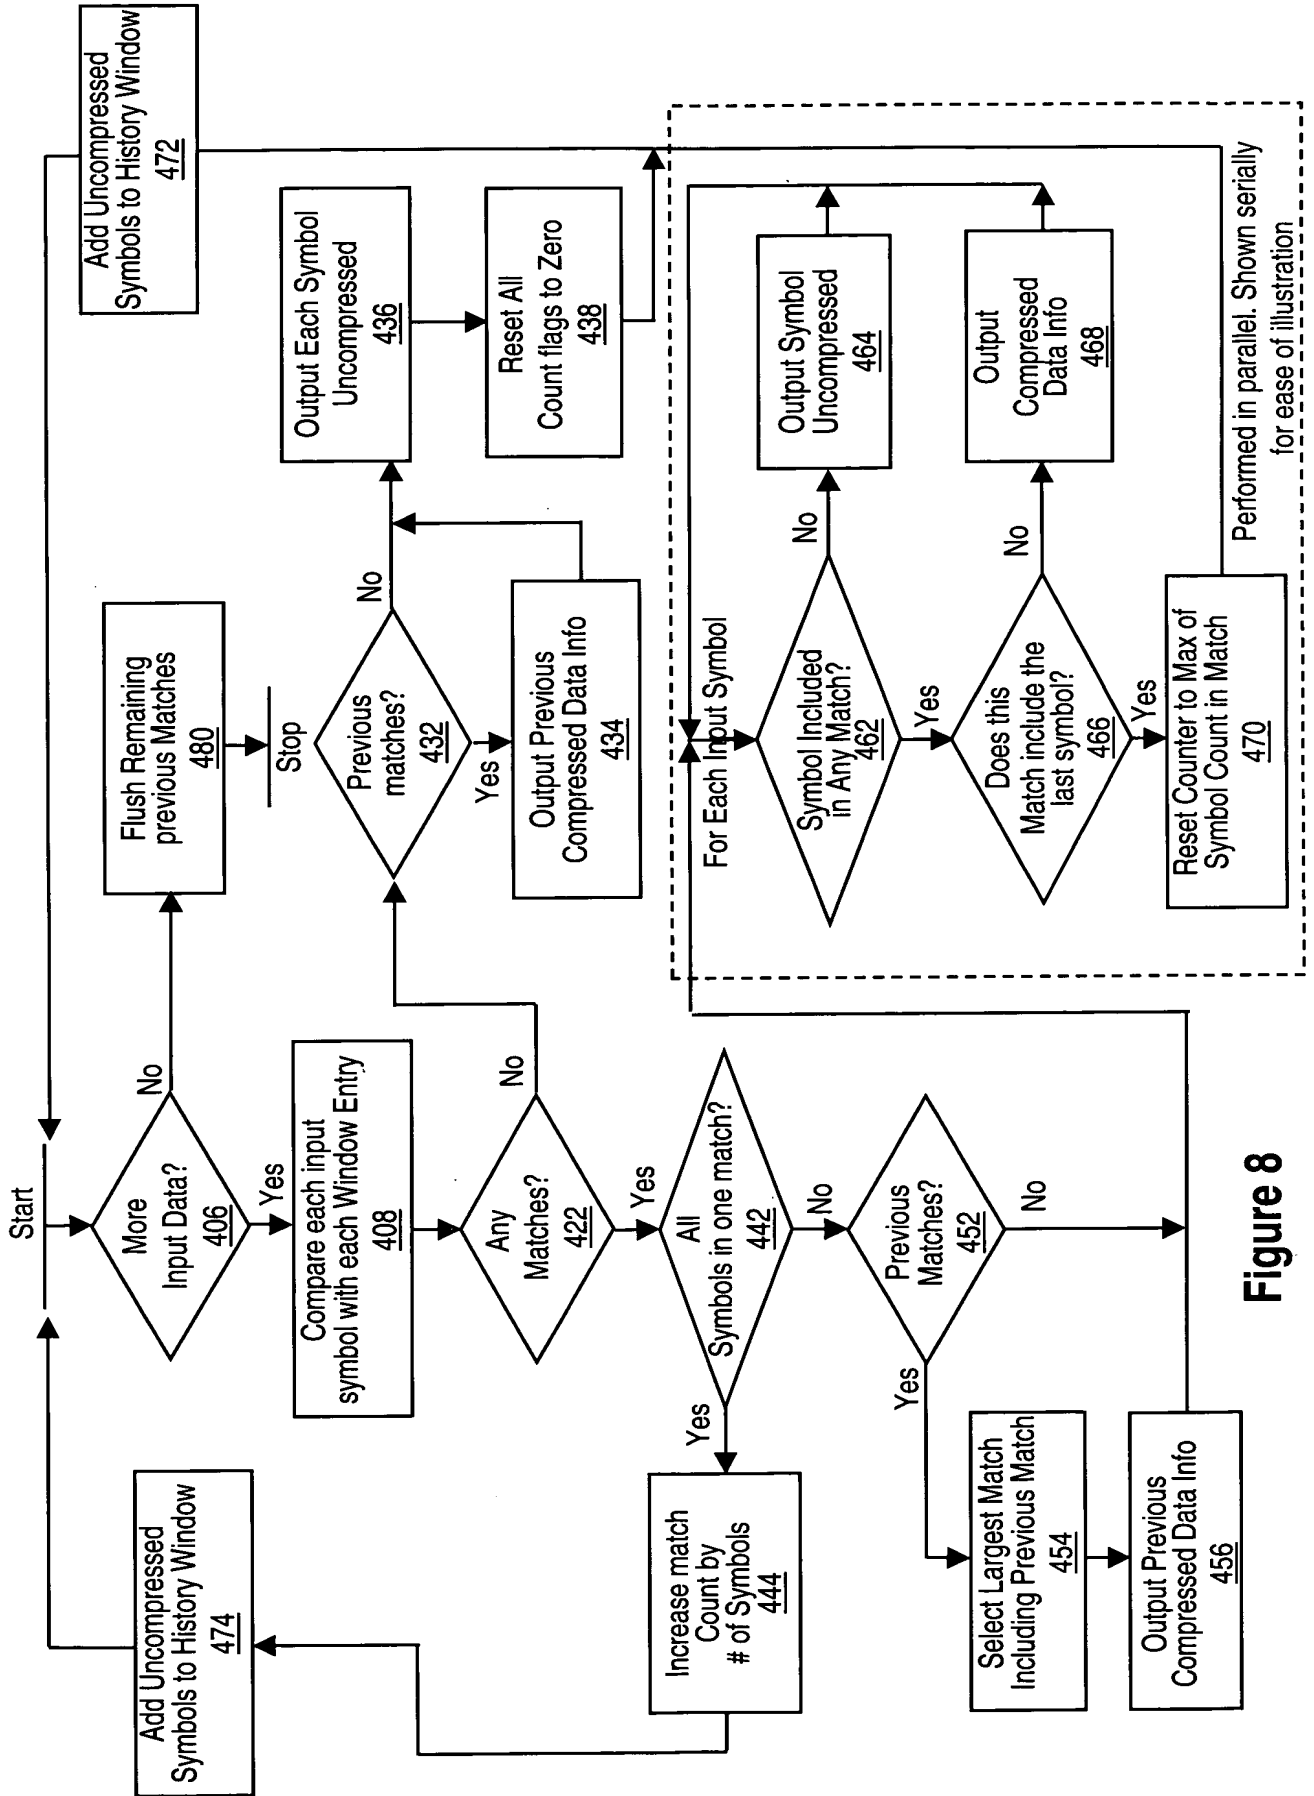 Start
More
Input Data?
406
No
Yes
Flush Remaining
previous Matches
480
Stop
Compare each input
symbol with each Window Entry
408
Any
Matches?
422
No
Yes
Previous
matches?
432
No
Yes
Output Previous
Compressed Data Info
434
Output Each Symbol
Uncompressed
436
Reset All
Count flags to Zero
438
Add Uncompressed
Symbols to History Window
472
All
Symbols in one match?
442
Yes
No
Increase match
Count by
# of Symbols
444
Add Uncompressed
Symbols to History Window
474
Previous
Matches?
452
Yes
No
Select Largest Match
Including Previous Match
454
Output Previous
Compressed Data Info
456
For Each Input Symbol
Symbol Included
in Any Match?
462
No
Yes
Output Symbol
Uncompressed
464
Does this
Match include the
last symbol?
466
No
Yes
Output
Compressed
Data Info
468
Reset Counter to Max of
Symbol Count in Match
470
Performed in parallel. Shown serially
for ease of illustration
Figure 8